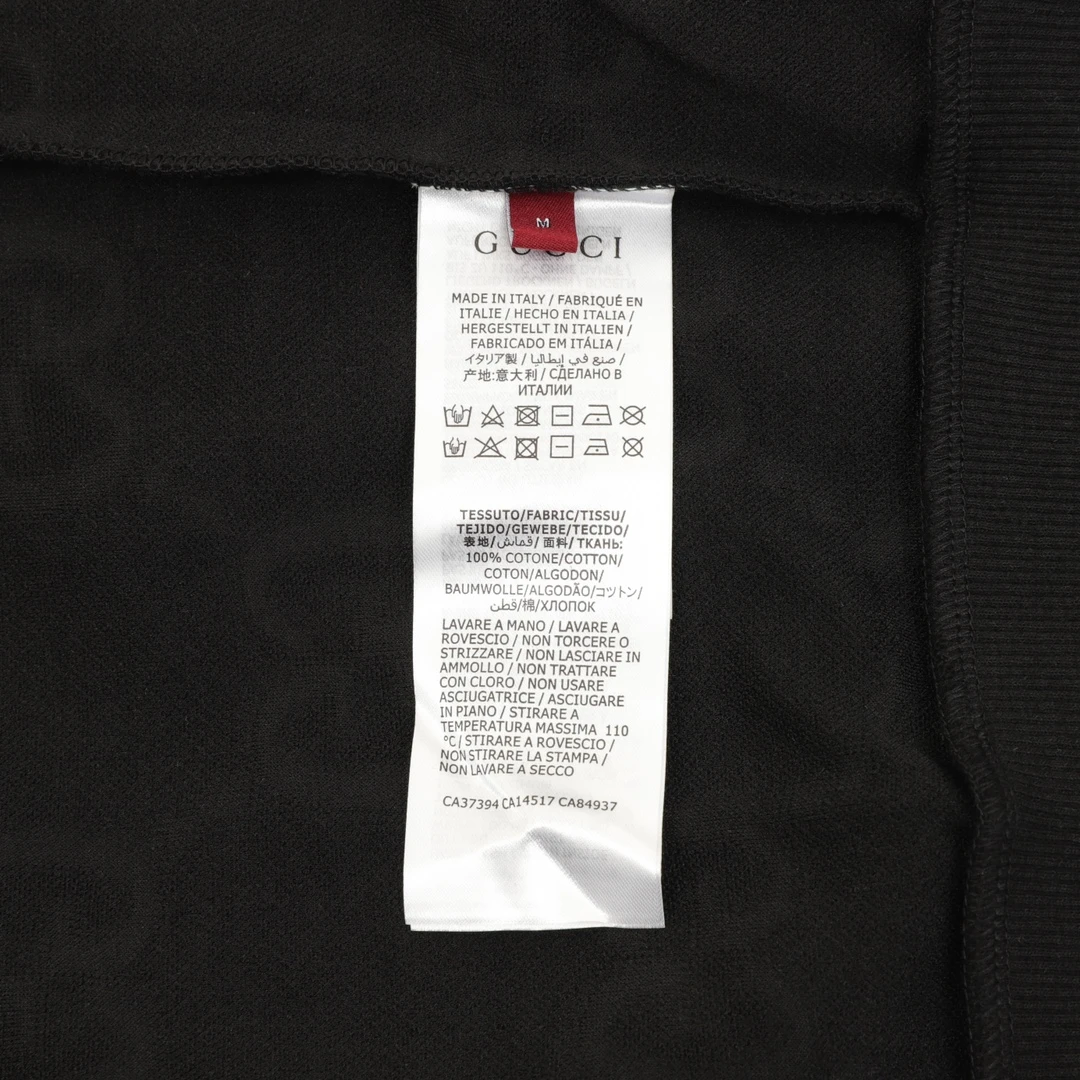 M
GUCCI
MADE IN ITALY / FABRIQUÉ EN
ITALIE / HECHO EN ITALIA /
HERGESTELLT IN ITALIEN /
FABRICADO EM ITÁLIA /
イタリア製 / صنع في إيطاليا /
产地:意大利 / СДЕЛАНО В
ИТАЛИИ
TESSUTO/FABRIC/TISSU/
TEJIDO/GEWEBE/TECIDO/
表地/قماش/ 面料/ ТКАНЬ:
100% COTONE/COTTON/
COTON/ALGODON/
BAUMWOLLE/ALGODÃO/コットン/
قطن/棉/ХЛОПОК
LAVARE A MANO / LAVARE A
ROVESCIO / NON TORCERE O
STRIZZARE / NON LASCIARE IN
AMMOLLO / NON TRATTARE
CON CLORO / NON USARE
ASCIUGATRICE / ASCIUGARE
IN PIANO / STIRARE A
TEMPERATURA MASSIMA 110
°C / STIRARE A ROVESCIO /
NON STIRARE LA STAMPA /
NON LAVARE A SECCO
CA37394 CA14517 CA84937